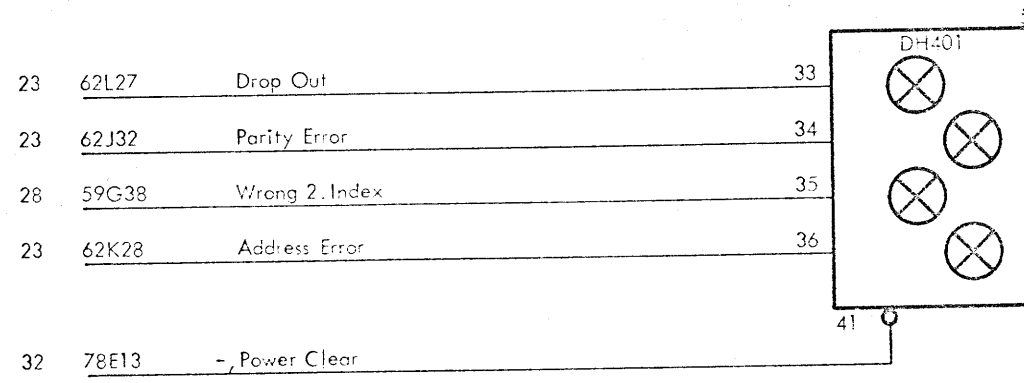 DH401
23 62L27 Drop Out 33
23 62J32 Parity Error 34
28 59G38 Wrong 2. Index 35
23 62K28 Address Error 36
41
32 78E13 -, Power Clear